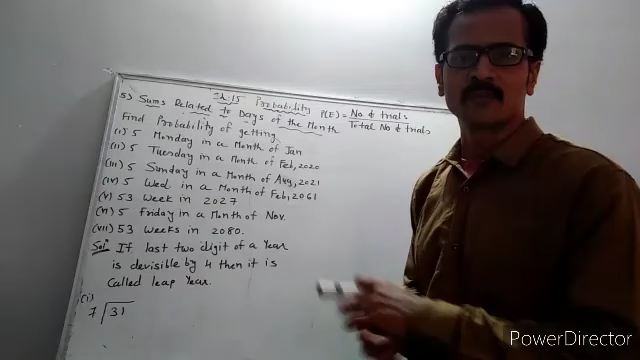 Ch:15 Probability
5) Sums Related to Days of the Month P(E) = No of trials / Total No of trials
Find Probability of getting
(i) 5 Monday in a Month of Jan
(ii) 5 Tuesday in a Month of Feb, 2020
(iii) 5 Sunday in a Month of Aug, 2021
(iv) 5 Wed in a Month of Feb, 2061
(v) 53 Week in 2027
(vi) 5 Friday in a Month of Nov.
(vii) 53 Weeks in 2080.
Solⁿ If last two digit of a Year
is devisible by 4 then it is
Called leap Year.
(i)
7 31
PowerDirector